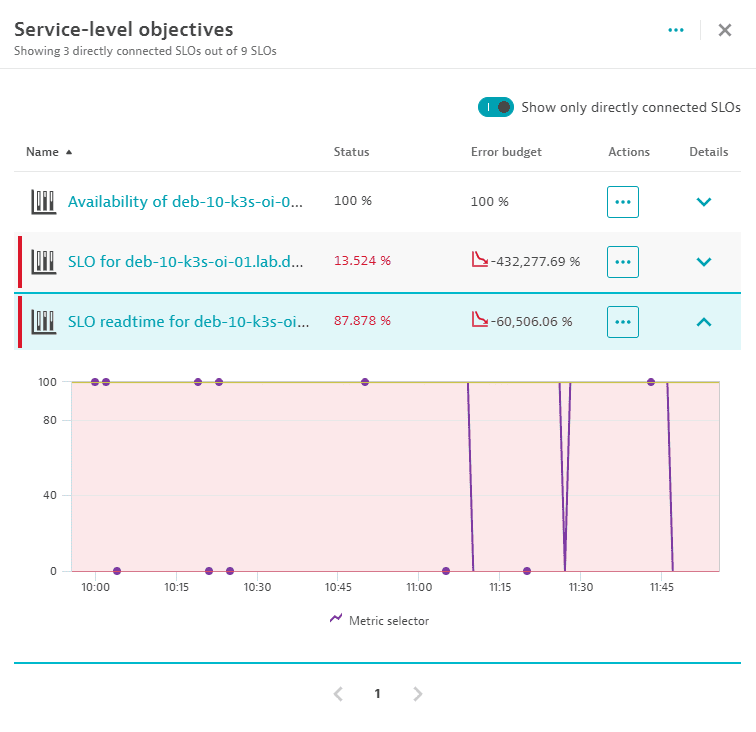 Service-level objectives
Showing 3 directly connected SLOs out of 9 SLOs
Show only directly connected SLOs
Name Status Error budget Actions Details
Availability of deb-10-k3s-oi-0... 100 % 100 %
SLO for deb-10-k3s-oi-01.lab.d... 13.524 % -432,277.69 %
SLO readtime for deb-10-k3s-oi... 87.878 % -60,506.06 %
100
80
40
0
10:00 10:15 10:30 10:45 11:00 11:15 11:30 11:45
Metric selector
1